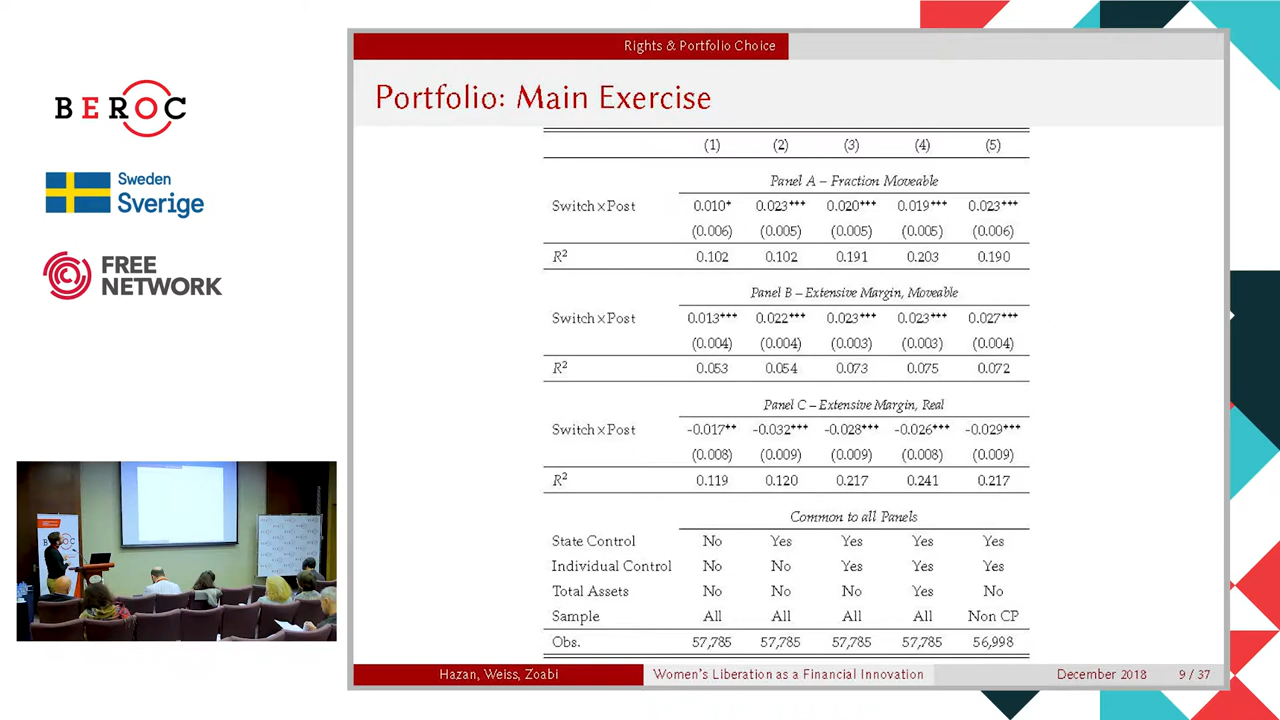 BEROC
Sweden
Sverige
FREE
NETWORK
Rights & Portfolio Choice
Portfolio: Main Exercise
(1) (2) (3) (4) (5)
Panel A – Fraction Moveable
Switch×Post 0.010* 0.023*** 0.020*** 0.019*** 0.023***
(0.006) (0.005) (0.005) (0.005) (0.006)
R² 0.102 0.102 0.191 0.203 0.190
Panel B – Extensive Margin, Moveable
Switch×Post 0.013*** 0.022*** 0.023*** 0.023*** 0.027***
(0.004) (0.004) (0.003) (0.003) (0.004)
R² 0.053 0.054 0.073 0.075 0.072
Panel C – Extensive Margin, Real
Switch×Post -0.017** -0.032*** -0.028*** -0.026*** -0.029***
(0.008) (0.009) (0.009) (0.008) (0.009)
R² 0.119 0.120 0.217 0.241 0.217
Common to all Panels
State Control No Yes Yes Yes Yes
Individual Control No No Yes Yes Yes
Total Assets No No No Yes No
Sample All All All All Non CP
Obs. 57,785 57,785 57,785 57,785 56,998
Hazan, Weiss, Zoabi Women's Liberation as a Financial Innovation December 2018 9 / 37